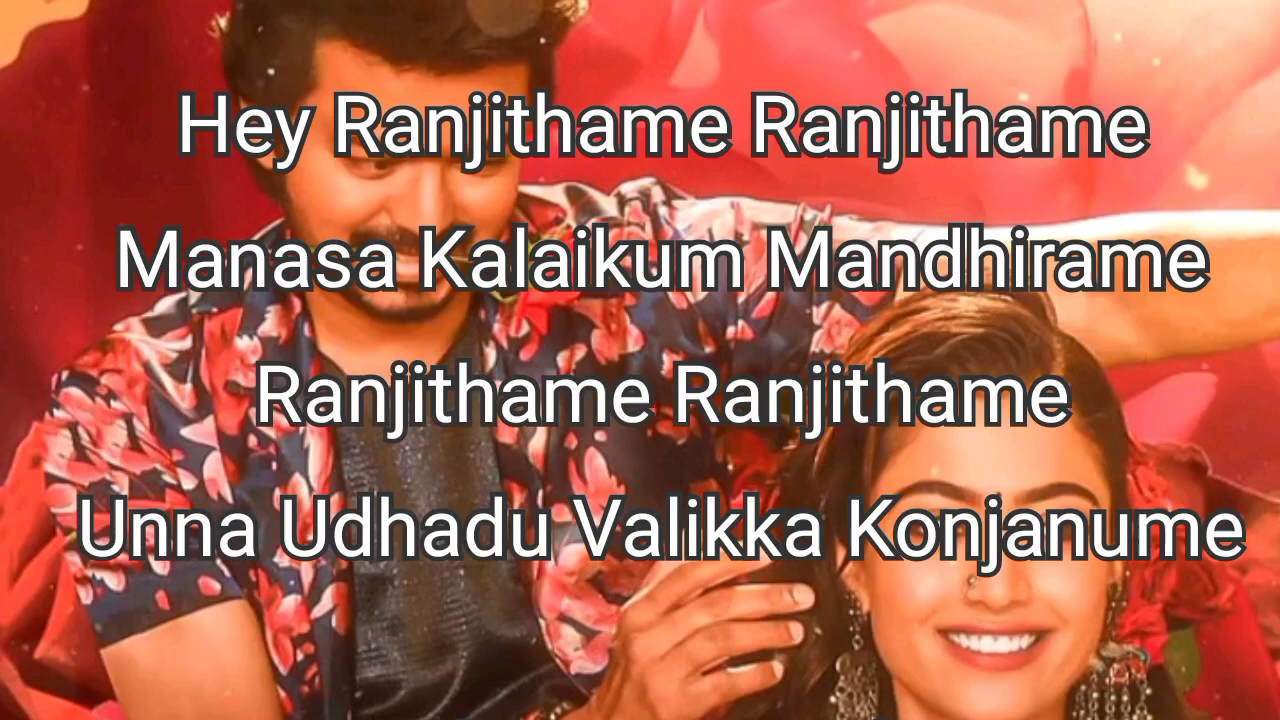 Hey Ranjithame Ranjithame
Manasa Kalaikum Mandhirame
Ranjithame Ranjithame
Unna Udhadu Valikka Konjanume